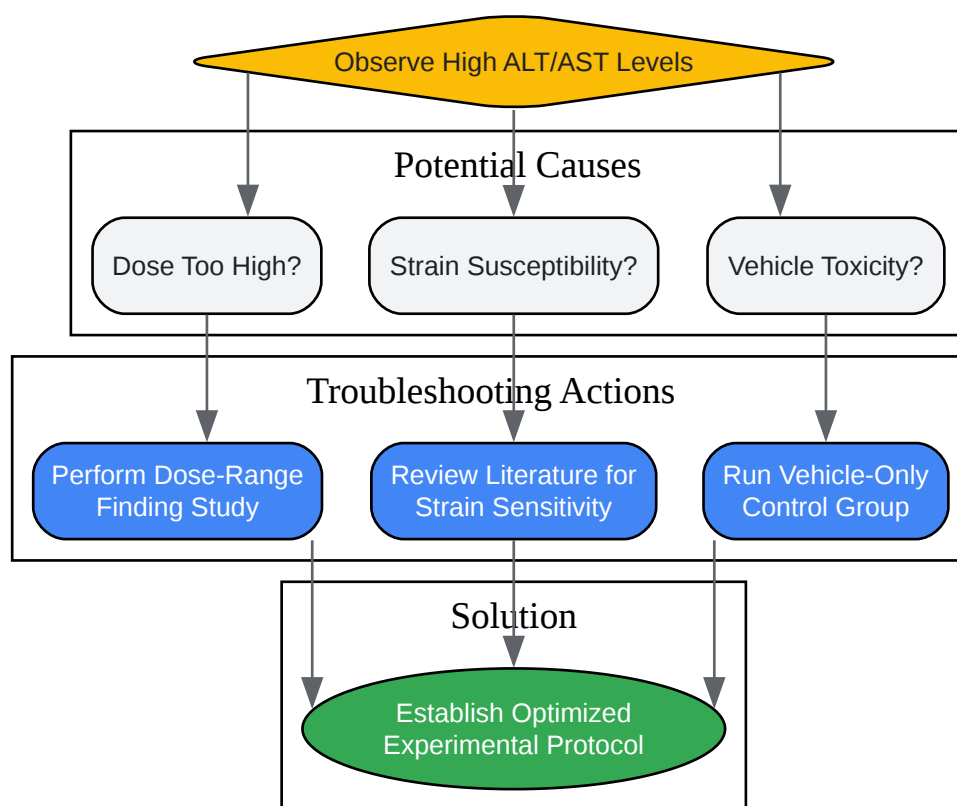 Observe High ALT/AST Levels
Potential Causes
Dose Too High?
Strain Susceptibility?
Vehicle Toxicity?
Troubleshooting Actions
Perform Dose-Range
Finding Study
Review Literature for
Strain Sensitivity
Run Vehicle-Only
Control Group
Solution
Establish Optimized
Experimental Protocol